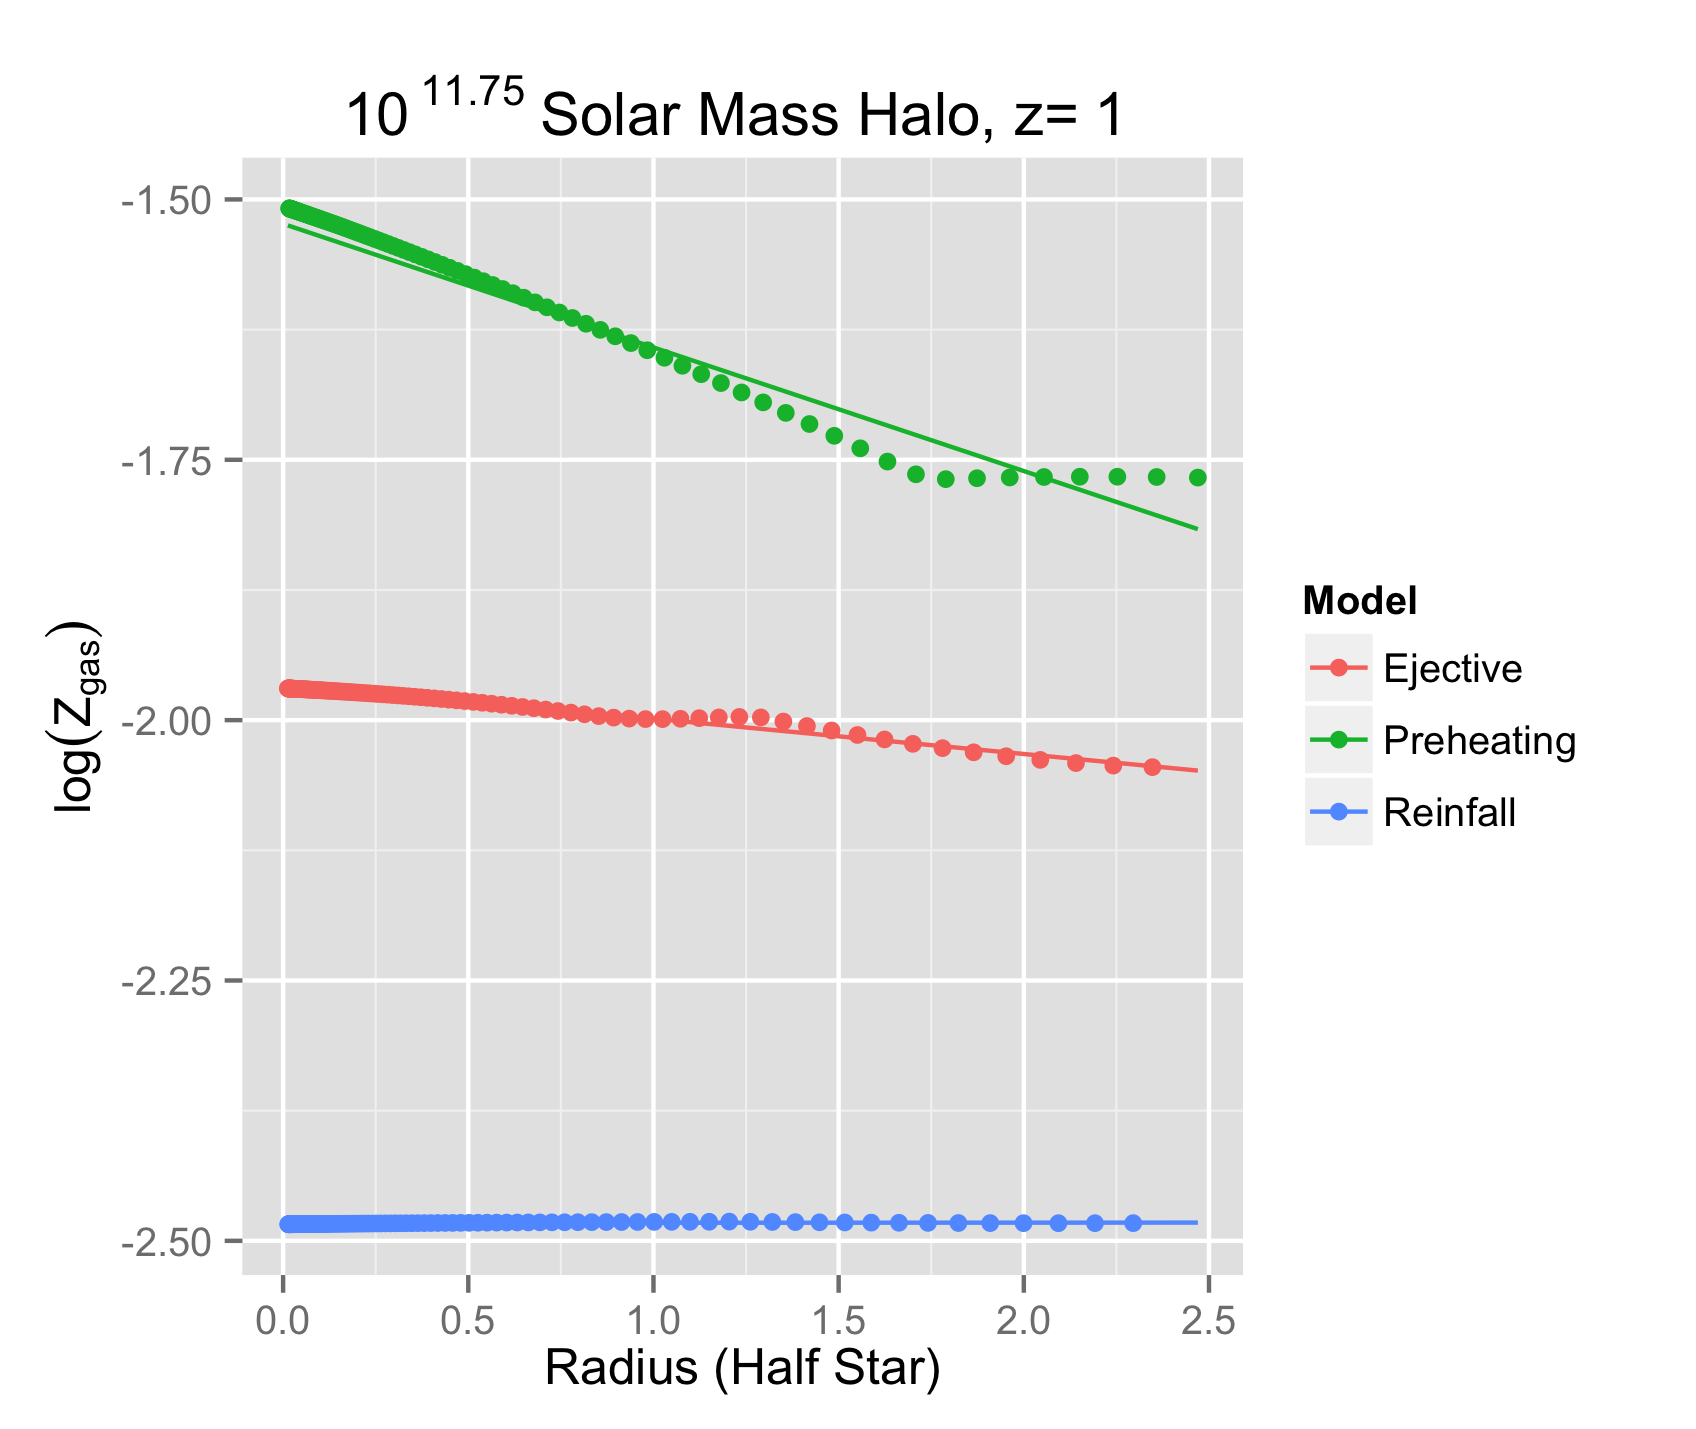 10 11.75 Solar Mass Halo, z= 1
log(Zgas)
-1.50
-1.75
-2.00
-2.25
-2.50
0.0 0.5 1.0 1.5 2.0 2.5
Radius (Half Star)
Model
Ejective
Preheating
Reinfall